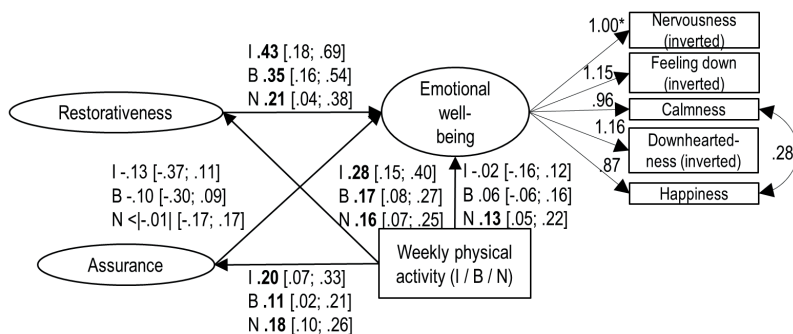 I .43 [.18; .69]
B .35 [.16; .54]
N .21 [.04; .38]
Restorativeness
Emotional
well-
being
1.00*
Nervousness
(inverted)
1.15
Feeling down
(inverted)
.96
Calmness
1.16
Downhearted-
ness (inverted)
.28
.87
Happiness
I -.13 [-.37; .11]
B -.10 [-.30; .09]
N <|-.01| [-.17; .17]
I .28 [.15; .40]
B .17 [.08; .27]
N .16 [.07; .25]
I -.02 [-.16; .12]
B .06 [-.06; .16]
N .13 [.05; .22]
Assurance
Weekly physical
activity (I / B / N)
I .20 [.07; .33]
B .11 [.02; .21]
N .18 [.10; .26]